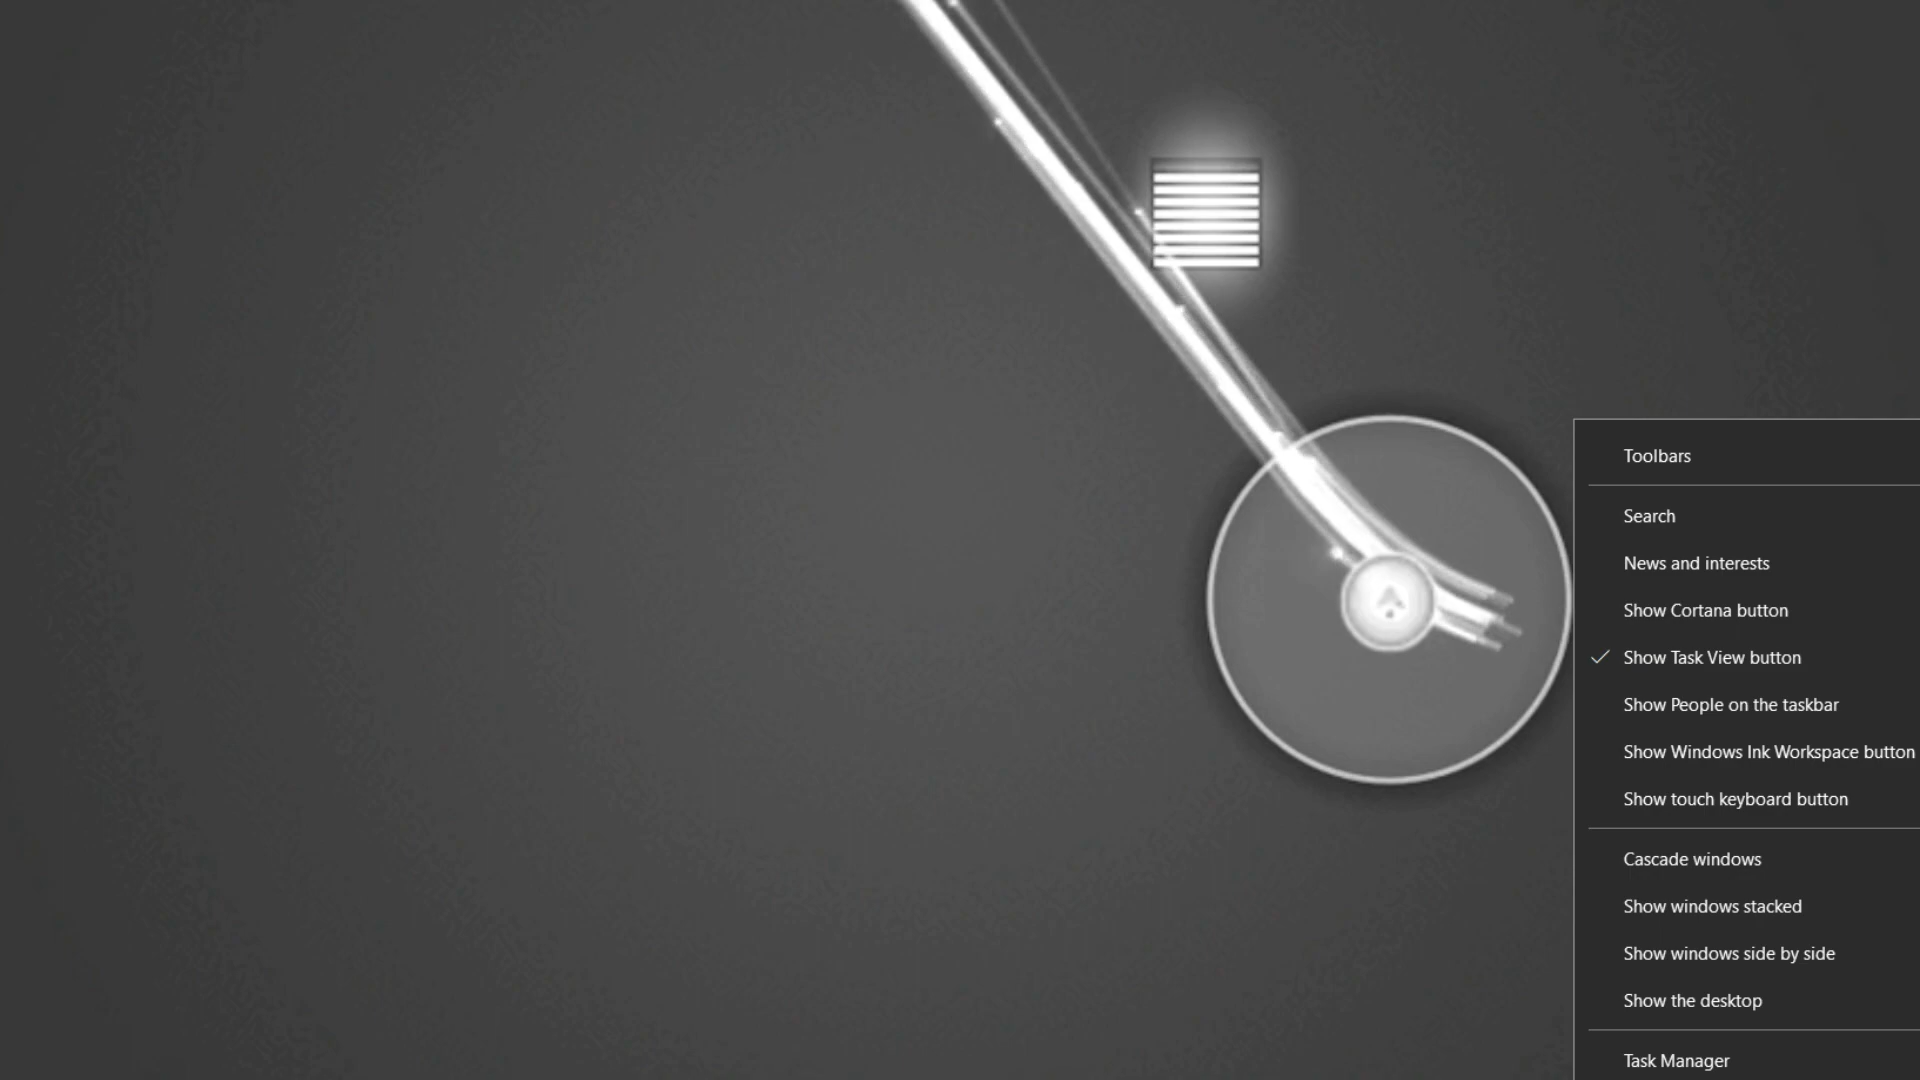 Toolbars
Search
News and interests
Show Cortana button
Show Task View button
Show People on the taskbar
Show Windows Ink Workspace button
Show touch keyboard button
Cascade windows
Show windows stacked
Show windows side by side
Show the desktop
Task Manager